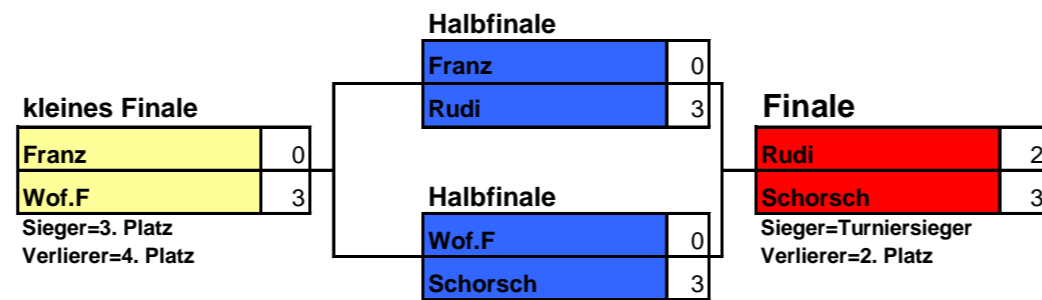 Halbfinale
Franz 0
Rudi 3
kleines Finale
Franz 0
Wof.F 3
Sieger=3. Platz
Verlierer=4. Platz
Halbfinale
Wof.F 0
Schorsch 3
Finale
Rudi 2
Schorsch 3
Sieger=Turniersieger
Verlierer=2. Platz